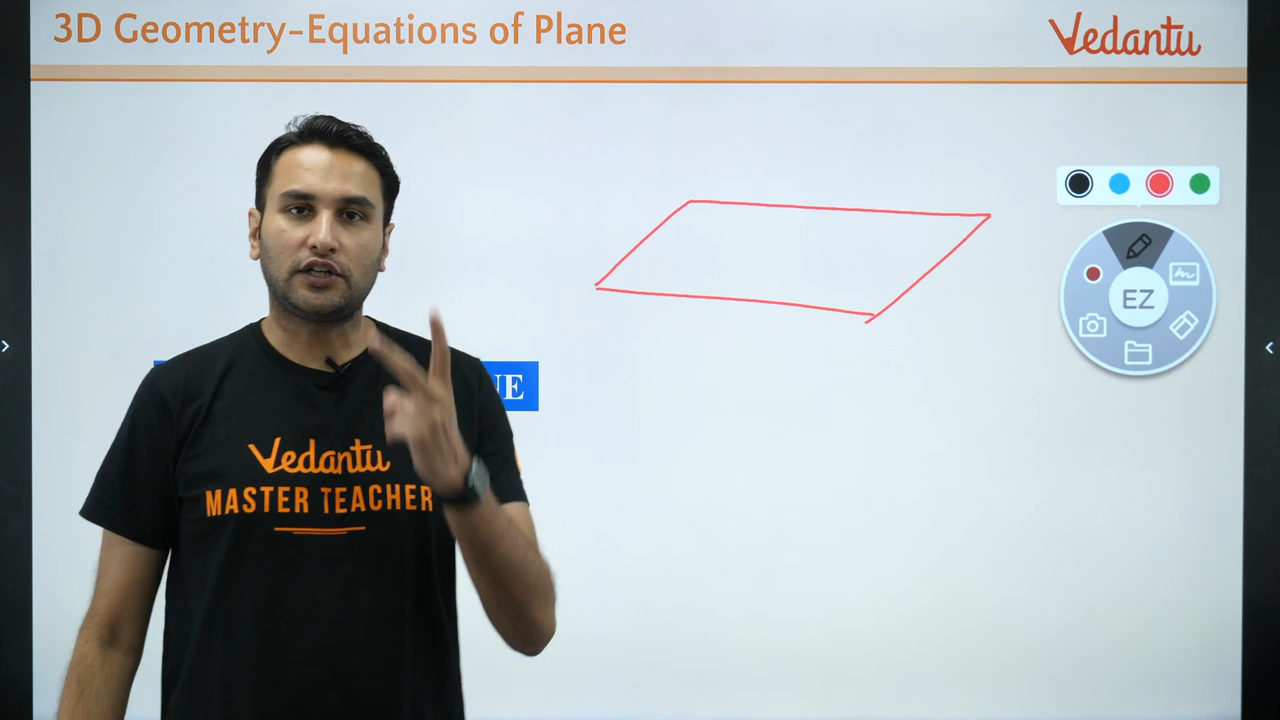 3D Geometry-Equations of Plane
Vedantu
EZ
Vedantu
MASTER TEACHER